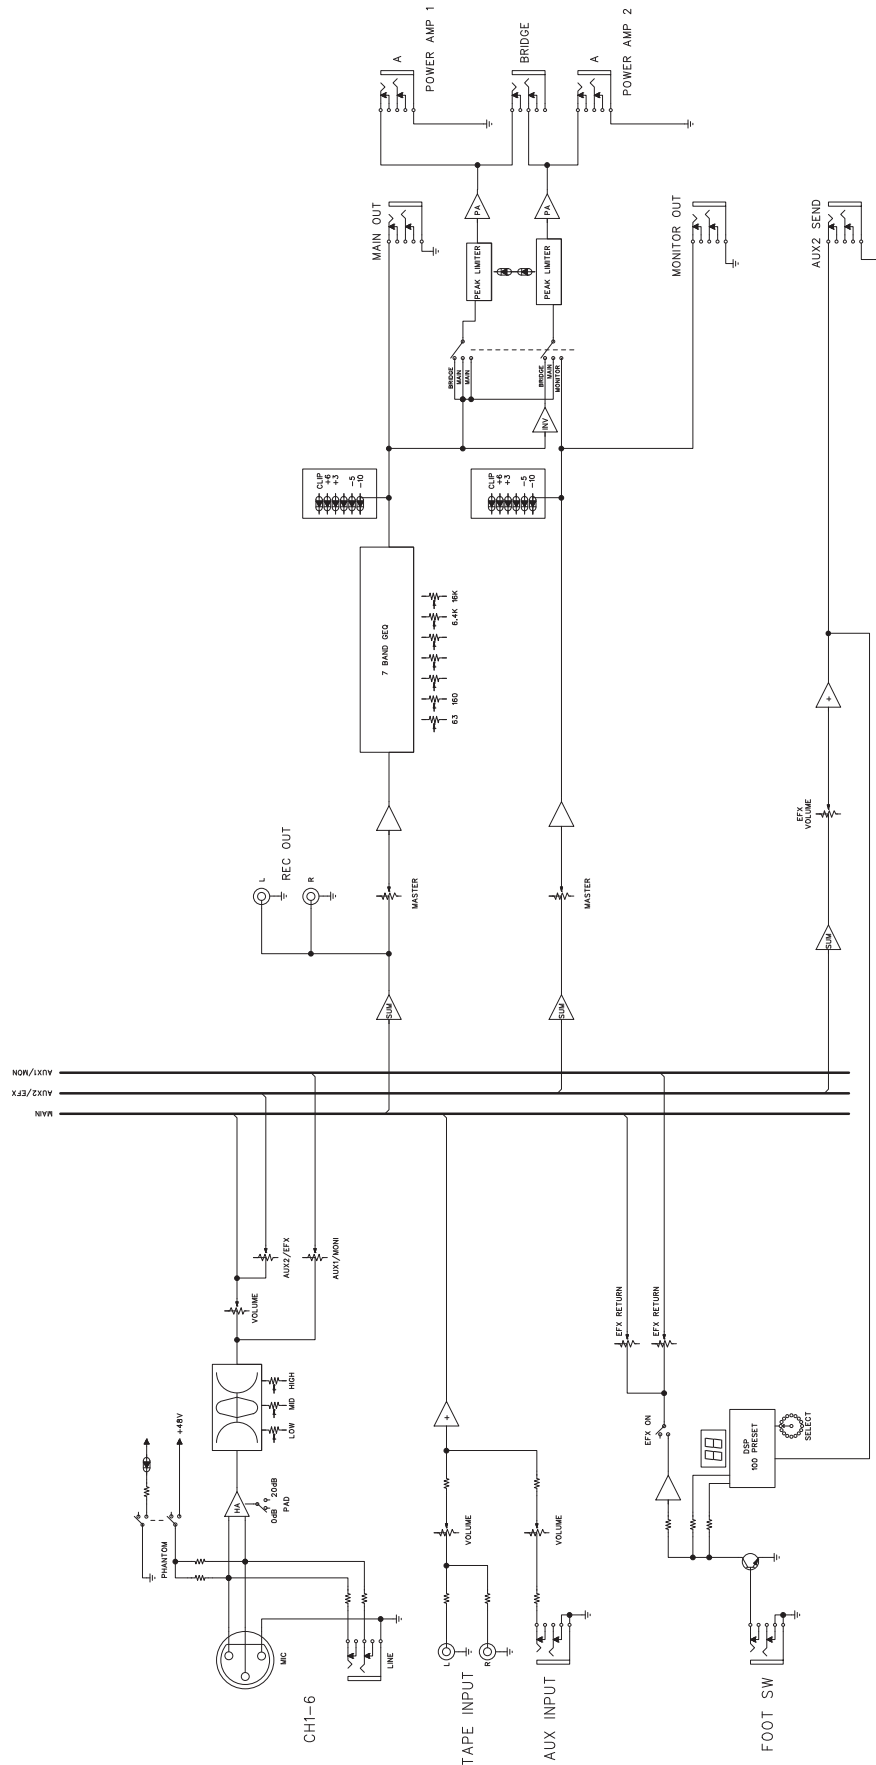 CH1-6
MIC
LINE
PHANTOM
+48V
HA
0dB
20dB
PAD
LOW
MID
HIGH
VOLUME
AUX2/EFX
AUX1/MONI
TAPE INPUT
L
R
VOLUME
AUX INPUT
VOLUME
+
FOOT SW
DSP
100 PRESET
88
SELECT
EFX ON
EFX RETURN
EFX RETURN
MAIN
AUX2/EFX
AUX1/MON
SUM
SUM
SUM
REC OUT
L
R
MASTER
MASTER
EFX
VOLUME
+
7 BAND GEQ
63
160
6.4K
16K
CLIP
+6
+3
-5
-10
CLIP
+6
+3
-5
-10
INV
BRIDGE
MAIN
MAIN
BRIDGE
MAIN
MONITOR
PEAK LIMITER
PEAK LIMITER
PA
PA
MAIN OUT
MONITOR OUT
AUX2 SEND
A
POWER AMP 1
BRIDGE
A
POWER AMP 2